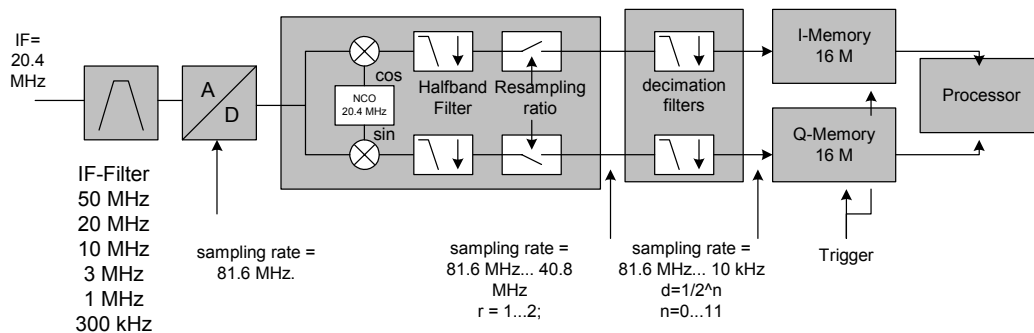 IF=
20.4
MHz
A
D
IF-Filter
50 MHz
20 MHz
10 MHz
3 MHz
1 MHz
300 kHz
sampling rate =
81.6 MHz.
cos
NCO
20.4 MHz
sin
Halfband
Filter
Resampling
ratio
sampling rate =
81.6 MHz... 40.8
MHz
r = 1...2;
decimation
filters
sampling rate =
81.6 MHz... 10 kHz
d=1/2^n
n=0...11
I-Memory
16 M
Q-Memory
16 M
Trigger
Processor